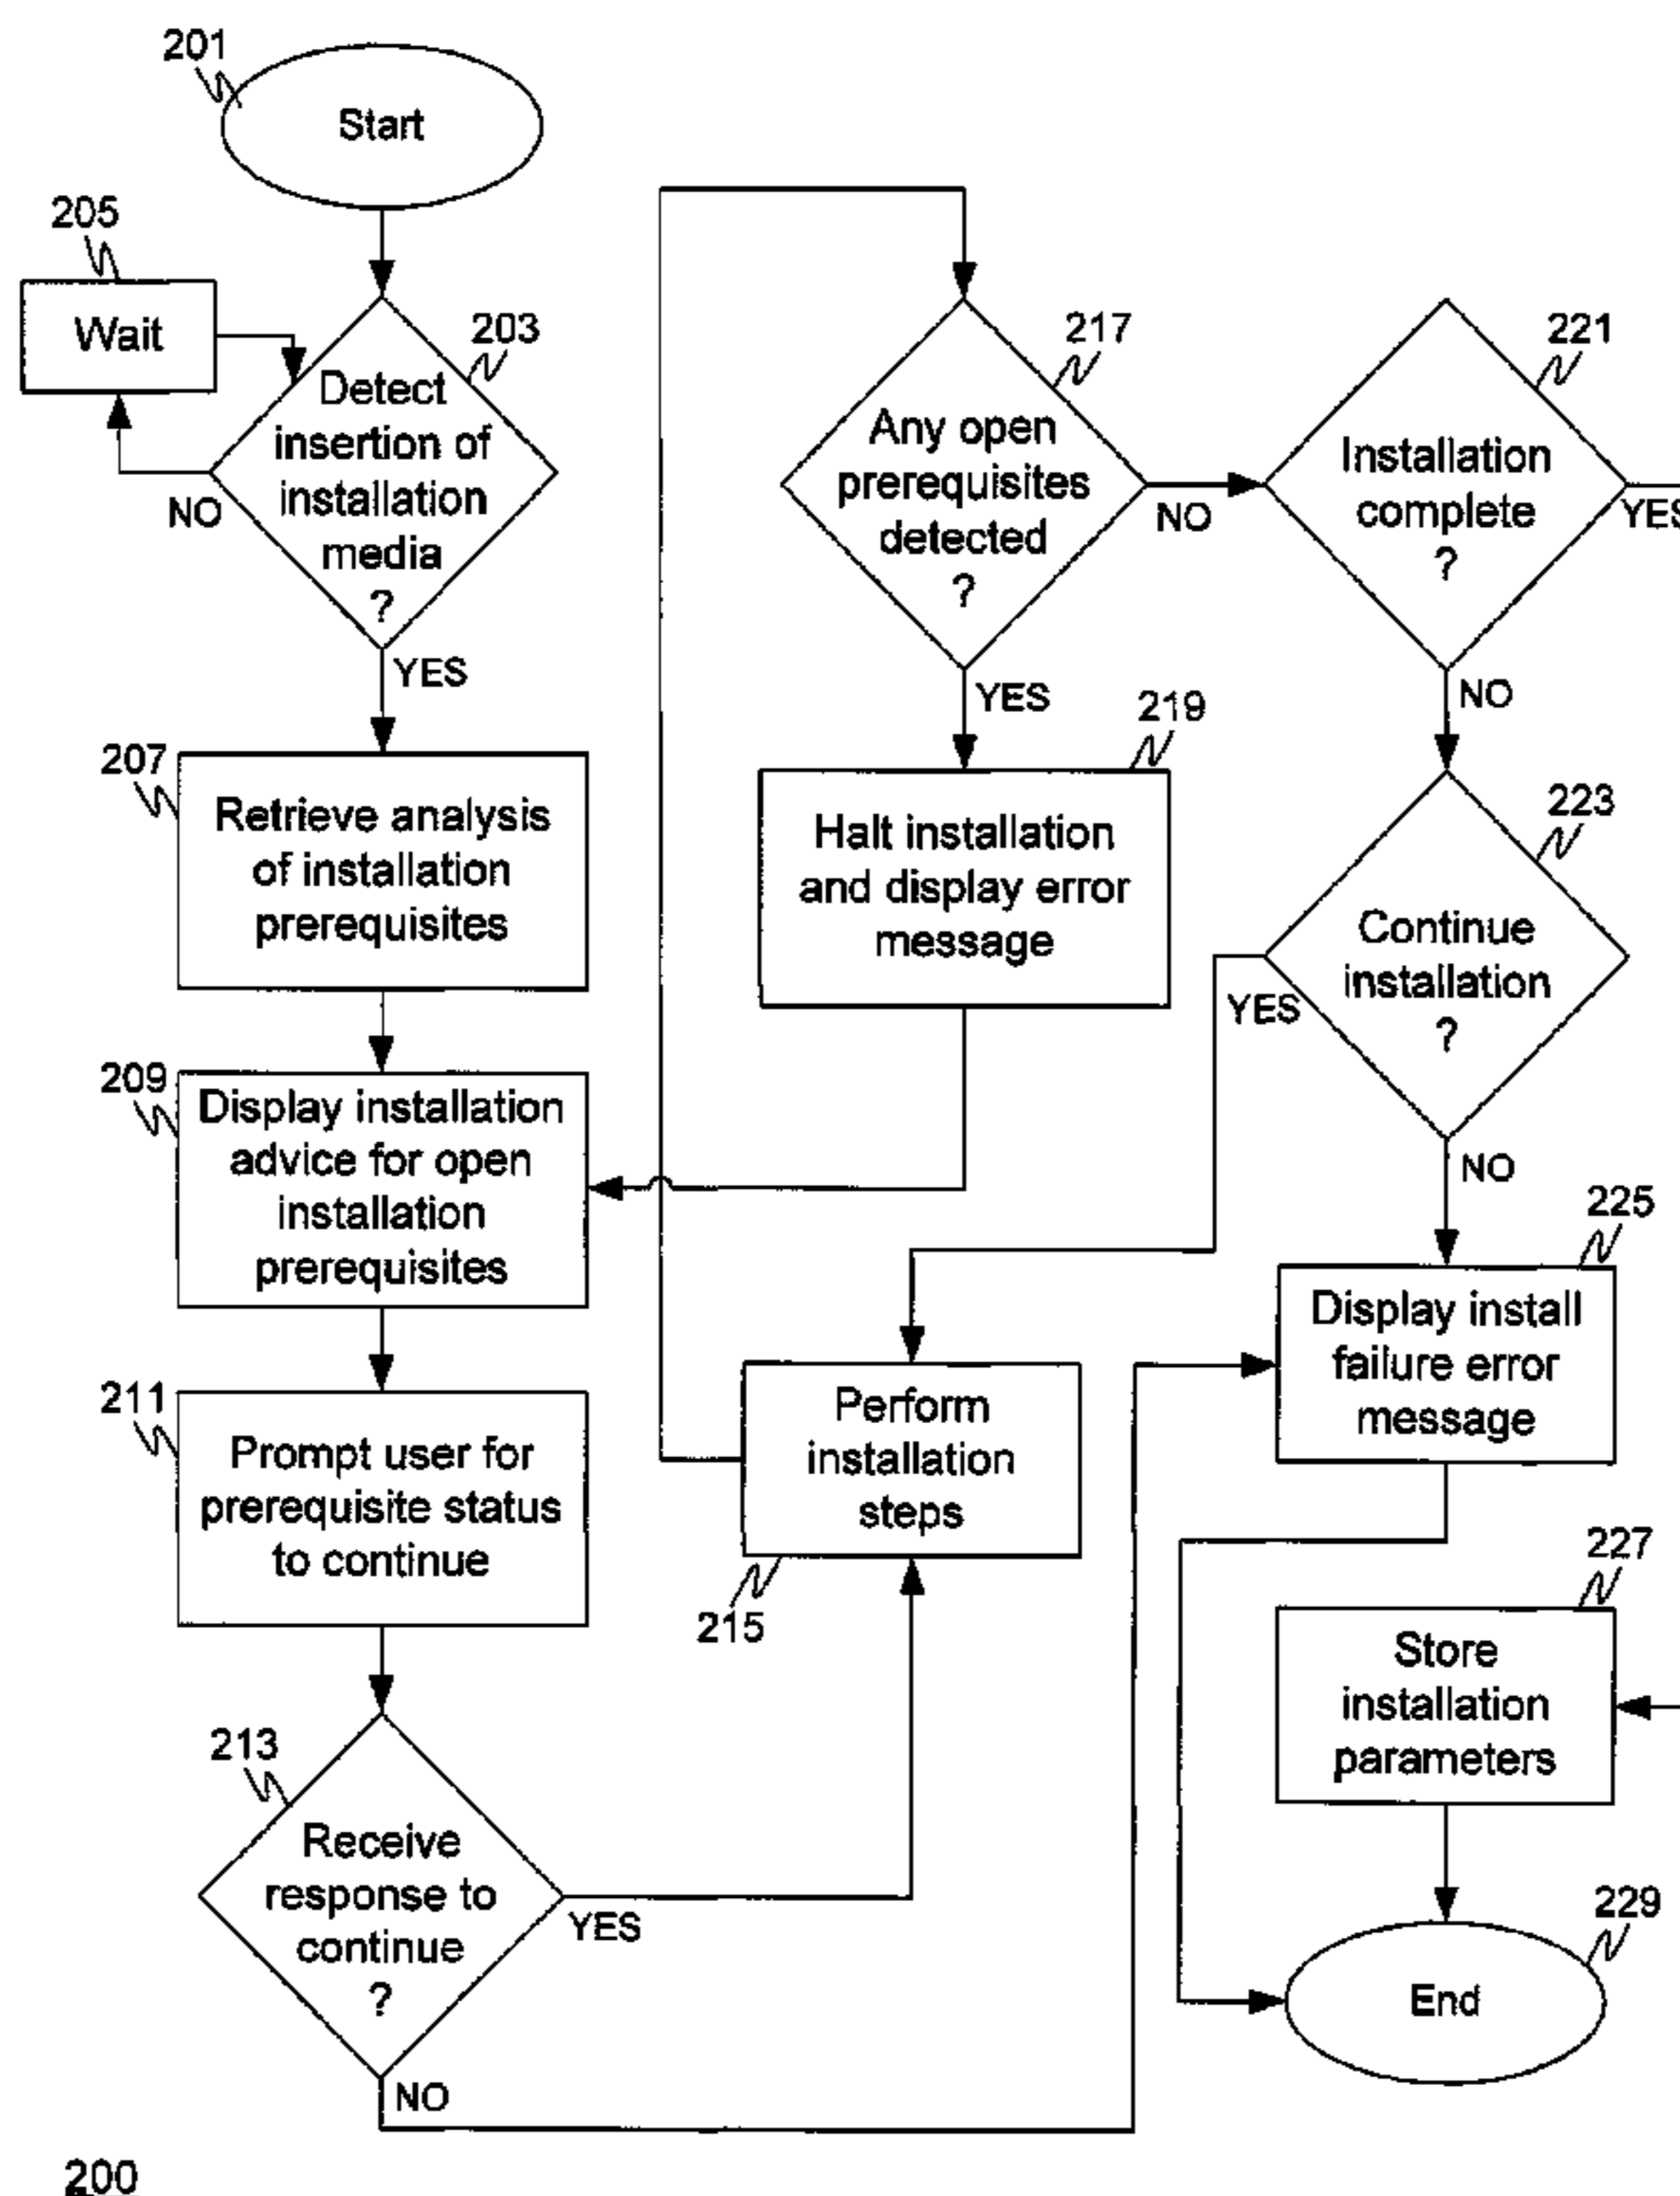 201
Start
205
Wait
203
Detect
insertion of
installation
media
?
NO
YES
207
Retrieve analysis
of installation
prerequisites
209
Display installation
advice for open
installation
prerequisites
211
Prompt user for
prerequisite status
to continue
213
Receive
response to
continue
?
YES
NO
215
Perform
installation
steps
217
Any open
prerequisites
detected
?
NO
YES
219
Halt installation
and display error
message
221
Installation
complete
?
YES
NO
223
Continue
installation
?
YES
NO
225
Display install
failure error
message
227
Store
installation
parameters
229
End
200